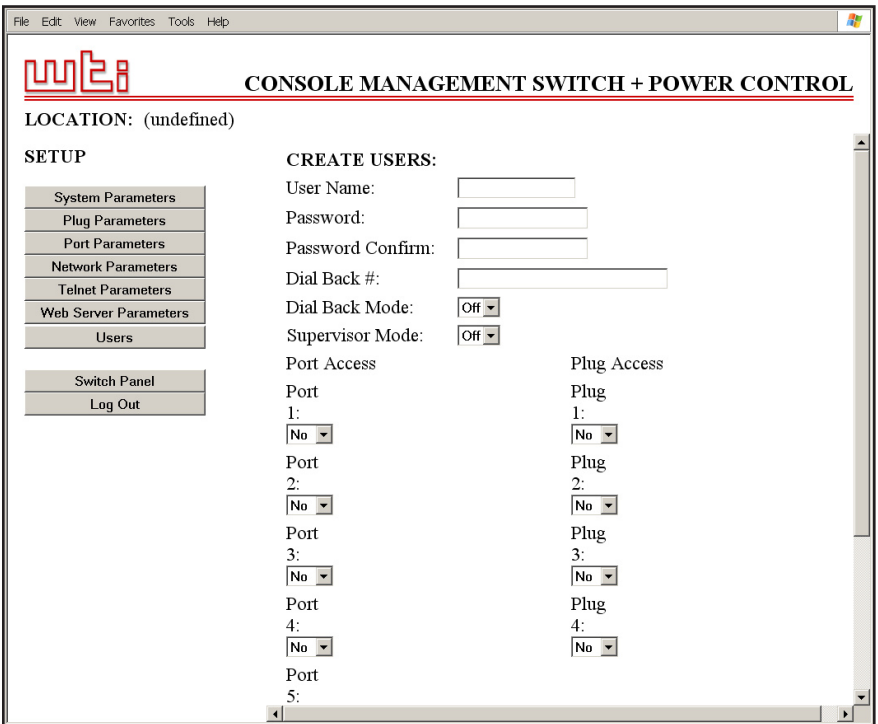 File Edit View Favorites Tools Help
wti
CONSOLE MANAGEMENT SWITCH + POWER CONTROL
LOCATION: (undefined)
SETUP
System Parameters
Plug Parameters
Port Parameters
Network Parameters
Telnet Parameters
Web Server Parameters
Users
Switch Panel
Log Out
CREATE USERS:
User Name:
Password:
Password Confirm:
Dial Back #:
Dial Back Mode: Off
Supervisor Mode: Off
Port Access Plug Access
Port Plug
1: 1:
No No
Port Plug
2: 2:
No No
Port Plug
3: 3:
No No
Port Plug
4: 4:
No No
Port
5: